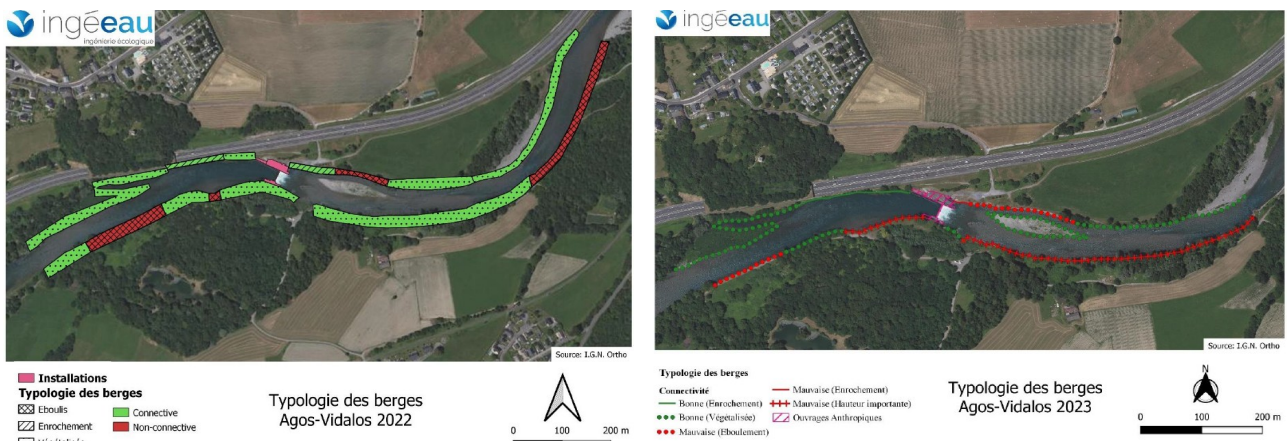 ingéeau
ingénierie écologique
Source: I.G.N. Ortho
Installations
Typologie des berges
Eboulis
Enrochement
Connective
Non-connective
Typologie des berges
Agos-Vidalos 2022
0 100 200 m
ingéeau
ingénierie écologique
Source: I.G.N. Ortho
Typologie des berges
Connectivité
Bonne (Enrochement)
Bonne (Végétalisée)
Mauvaise (Eboulement)
Mauvaise (Enrochement)
Mauvaise (Hauteur importante)
Ouvrages Anthropiques
Typologie des berges
Agos-Vidalos 2023
N
0 100 200 m